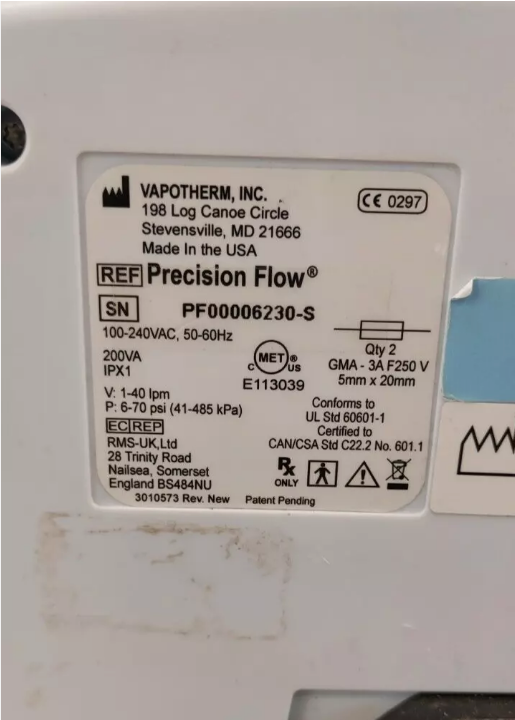 VAPOTHERM, INC.
198 Log Canoe Circle
Stevensville, MD 21666
Made In the USA
CE 0297
REF Precision Flow®
SN PF00006230-S
100-240VAC, 50-60Hz
200VA
IPX1
V: 1-40 lpm
P: 6-70 psi (41-485 kPa)
C MET ® US
E113039
Qty 2
GMA - 3A F250 V
5mm x 20mm
Conforms to
UL Std 60601-1
Certified to
CAN/CSA Std C22.2 No. 601.1
EC REP
RMS-UK,Ltd
28 Trinity Road
Nailsea, Somerset
England BS484NU
Rx ONLY
3010573 Rev. New Patent Pending